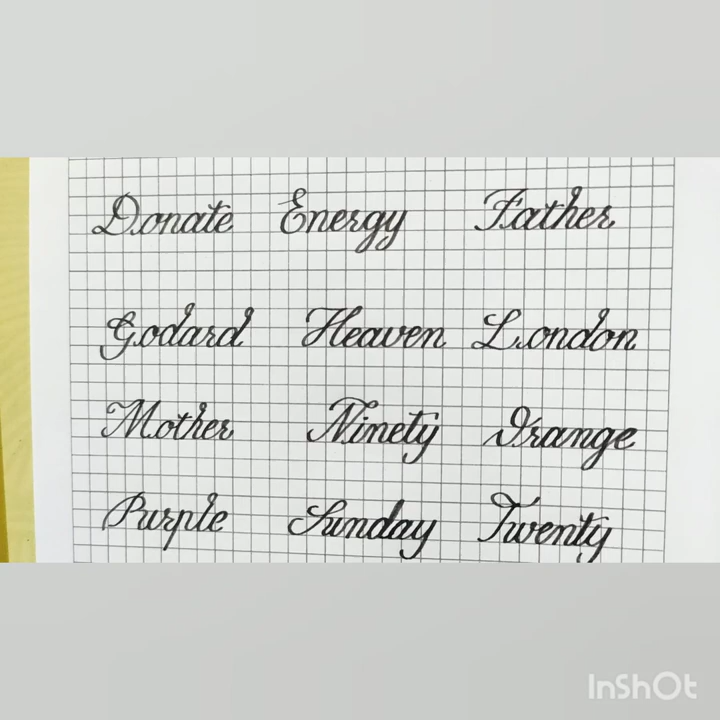 Donate Energy Father
Godard Heaven London
Mother Ninety Orange
Purple Sunday Twenty
InShOt